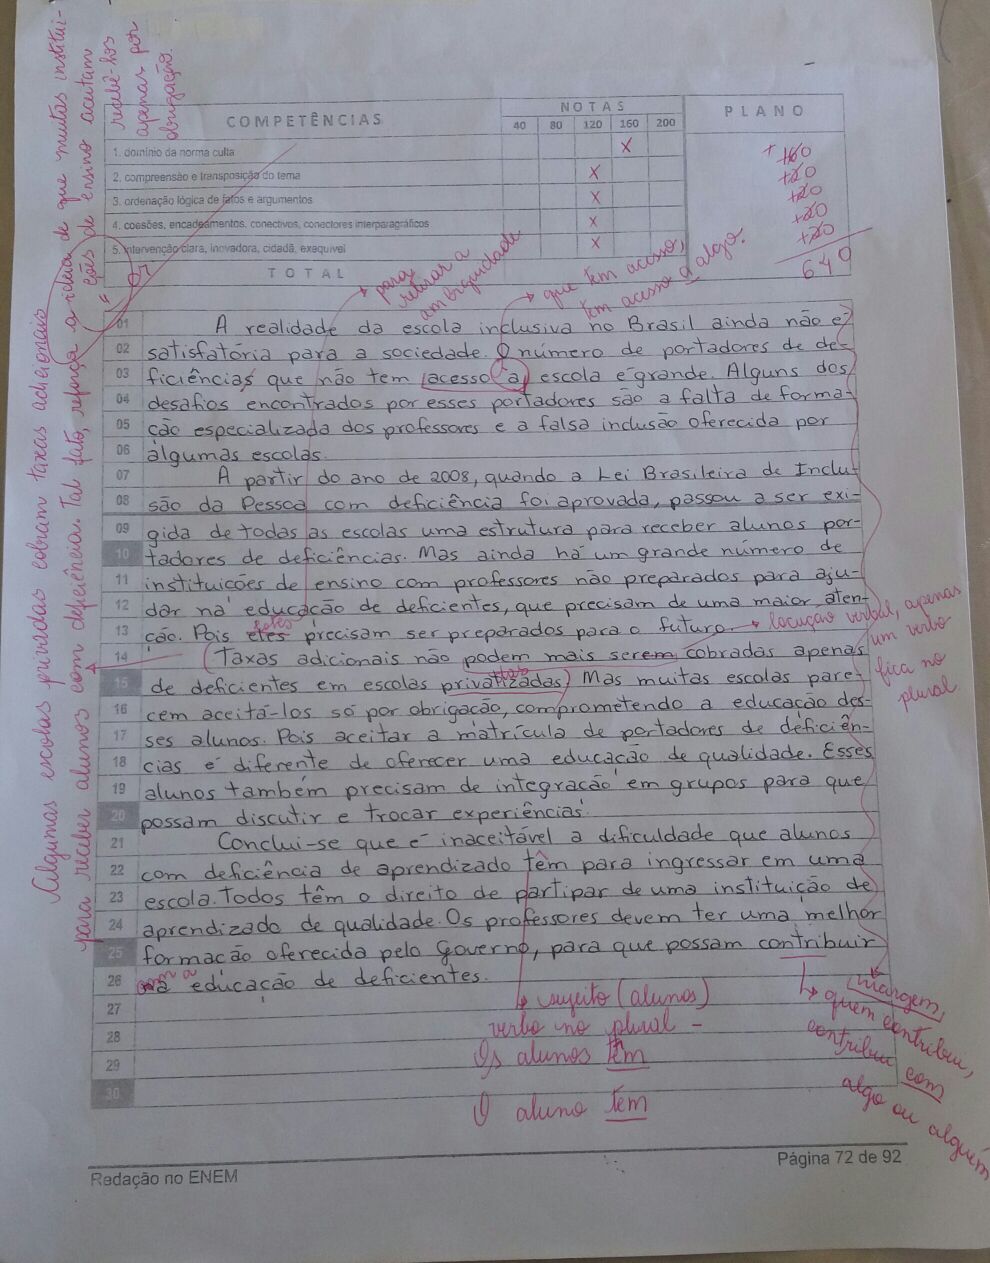 Algumas escolas privadas cobram taxas adicionais
para receber alunos com deficiência. Tal fato, reforça a ideia de que muitas institui-
ções de ensino aceitam
recebê-los
apenas por
obrigação.
COMPETÊNCIAS
NOTAS
PLANO
40 80 120 160 200
1. domínio da norma culta X
2. compreensão e transposição do tema X
3. ordenação lógica de fatos e argumentos X
4. coesões, encadeamentos, conectivos, conectores interparagráficos X
5. intervenção clara, inovadora, cidadã, exequível X
TOTAL
640
para
retirar a
ambiguidade
que tem acesso,
tem acesso a algo.
01 A realidade da escola inclusiva no Brasil ainda não é
02 satisfatória para a sociedade. O número de portadores de de-
03 ficiências que não tem acesso a escola é grande. Alguns dos
04 desafios encontrados por esses portadores são a falta de forma-
05 ção especializada dos professores e a falsa inclusão oferecida por
06 algumas escolas.
07 A partir do ano de 2008, quando a Lei Brasileira de Inclu-
08 são da Pessoa com deficiência foi aprovada, passou a ser exi-
09 gida de todas as escolas uma estrutura para receber alunos por-
10 tadores de deficiências. Mas ainda há um grande número de
11 instituições de ensino com professores não preparados para aju-
12 dar na educação de deficientes, que precisam de uma maior aten-
13 ção. Pois eles precisam ser preparados para o futuro.
estes
locução verbal, apenas
um verbo
fica no
plural
14 Taxas adicionais não podem mais serem cobradas apenas
15 de deficientes em escolas privatizadas. Mas muitas escolas pare-
16 cem aceitá-los só por obrigação, comprometendo a educação des-
17 ses alunos. Pois aceitar a matrícula de portadores de deficiên-
18 cias é diferente de oferecer uma educação de qualidade. Esses
19 alunos também precisam de integração em grupos para que
20 possam discutir e trocar experiências.
21 Conclui-se que é inaceitável a dificuldade que alunos
22 com deficiência de aprendizado têm para ingressar em uma
23 escola. Todos têm o direito de partipar de uma instituição de
24 aprendizado de qualidade. Os professores devem ter uma melhor
25 formação oferecida pelo governo, para que possam contribuir
26 com a educação de deficientes.
27
28
29
30
sujeito (alunos)
verbo no plural -
Os alunos têm
O aluno tem
margem
quem contribui,
contribui com
algo ou alguém
Redação no ENEM
Página 72 de 92